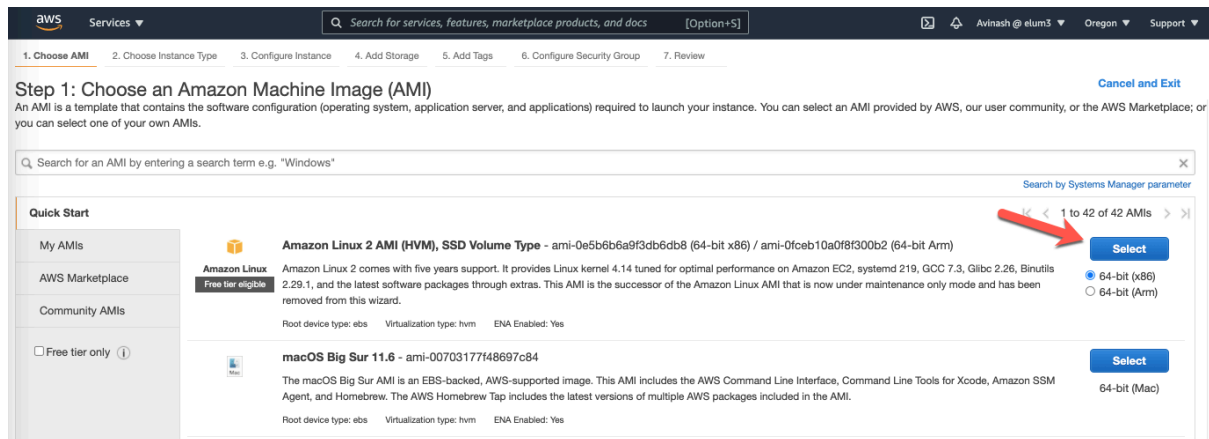 aws Services ▼ Search for services, features, marketplace products, and docs [Option+S] Avinash @ elum3 ▼ Oregon ▼ Support ▼
1. Choose AMI 2. Choose Instance Type 3. Configure Instance 4. Add Storage 5. Add Tags 6. Configure Security Group 7. Review
Step 1: Choose an Amazon Machine Image (AMI) Cancel and Exit
An AMI is a template that contains the software configuration (operating system, application server, and applications) required to launch your instance. You can select an AMI provided by AWS, our user community, or the AWS Marketplace; or
you can select one of your own AMIs.
Search for an AMI by entering a search term e.g. "Windows"
Search by Systems Manager parameter
Quick Start 1 to 42 of 42 AMIs
My AMIs
AWS Marketplace
Community AMIs
Free tier only
Amazon Linux
Free tier eligible
Amazon Linux 2 AMI (HVM), SSD Volume Type - ami-0e5b6b6a9f3db6db8 (64-bit x86) / ami-0fceb10a0f8f300b2 (64-bit Arm)
Amazon Linux 2 comes with five years support. It provides Linux kernel 4.14 tuned for optimal performance on Amazon EC2, systemd 219, GCC 7.3, Glibc 2.26, Binutils
2.29.1, and the latest software packages through extras. This AMI is the successor of the Amazon Linux AMI that is now under maintenance only mode and has been
removed from this wizard.
Root device type: ebs Virtualization type: hvm ENA Enabled: Yes
Select
64-bit (x86)
64-bit (Arm)
Mac
macOS Big Sur 11.6 - ami-00703177f48697c84
The macOS Big Sur AMI is an EBS-backed, AWS-supported image. This AMI includes the AWS Command Line Interface, Command Line Tools for Xcode, Amazon SSM
Agent, and Homebrew. The AWS Homebrew Tap includes the latest versions of multiple AWS packages included in the AMI.
Root device type: ebs Virtualization type: hvm ENA Enabled: Yes
Select
64-bit (Mac)